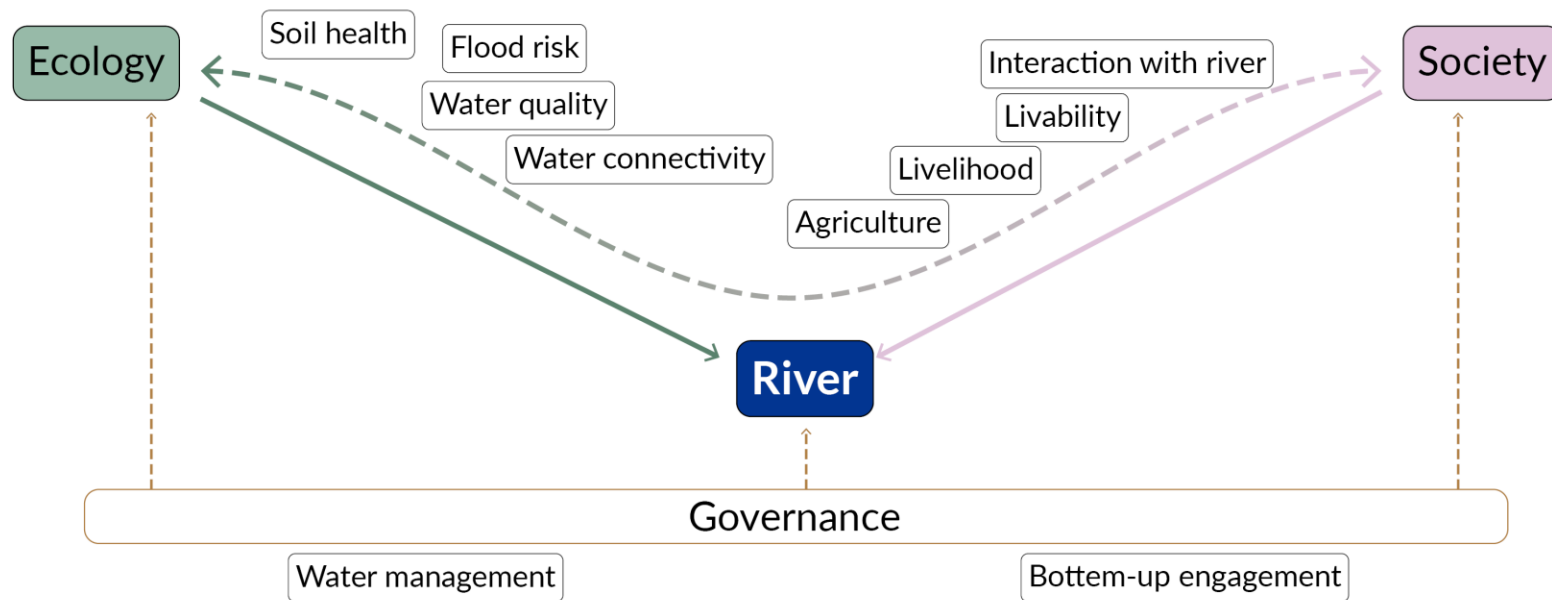 Ecology
Soil health
Flood risk
Water quality
Water connectivity
Interaction with river
Livability
Livelihood
Agriculture
Society
River
Governance
Water management
Bottem-up engagement